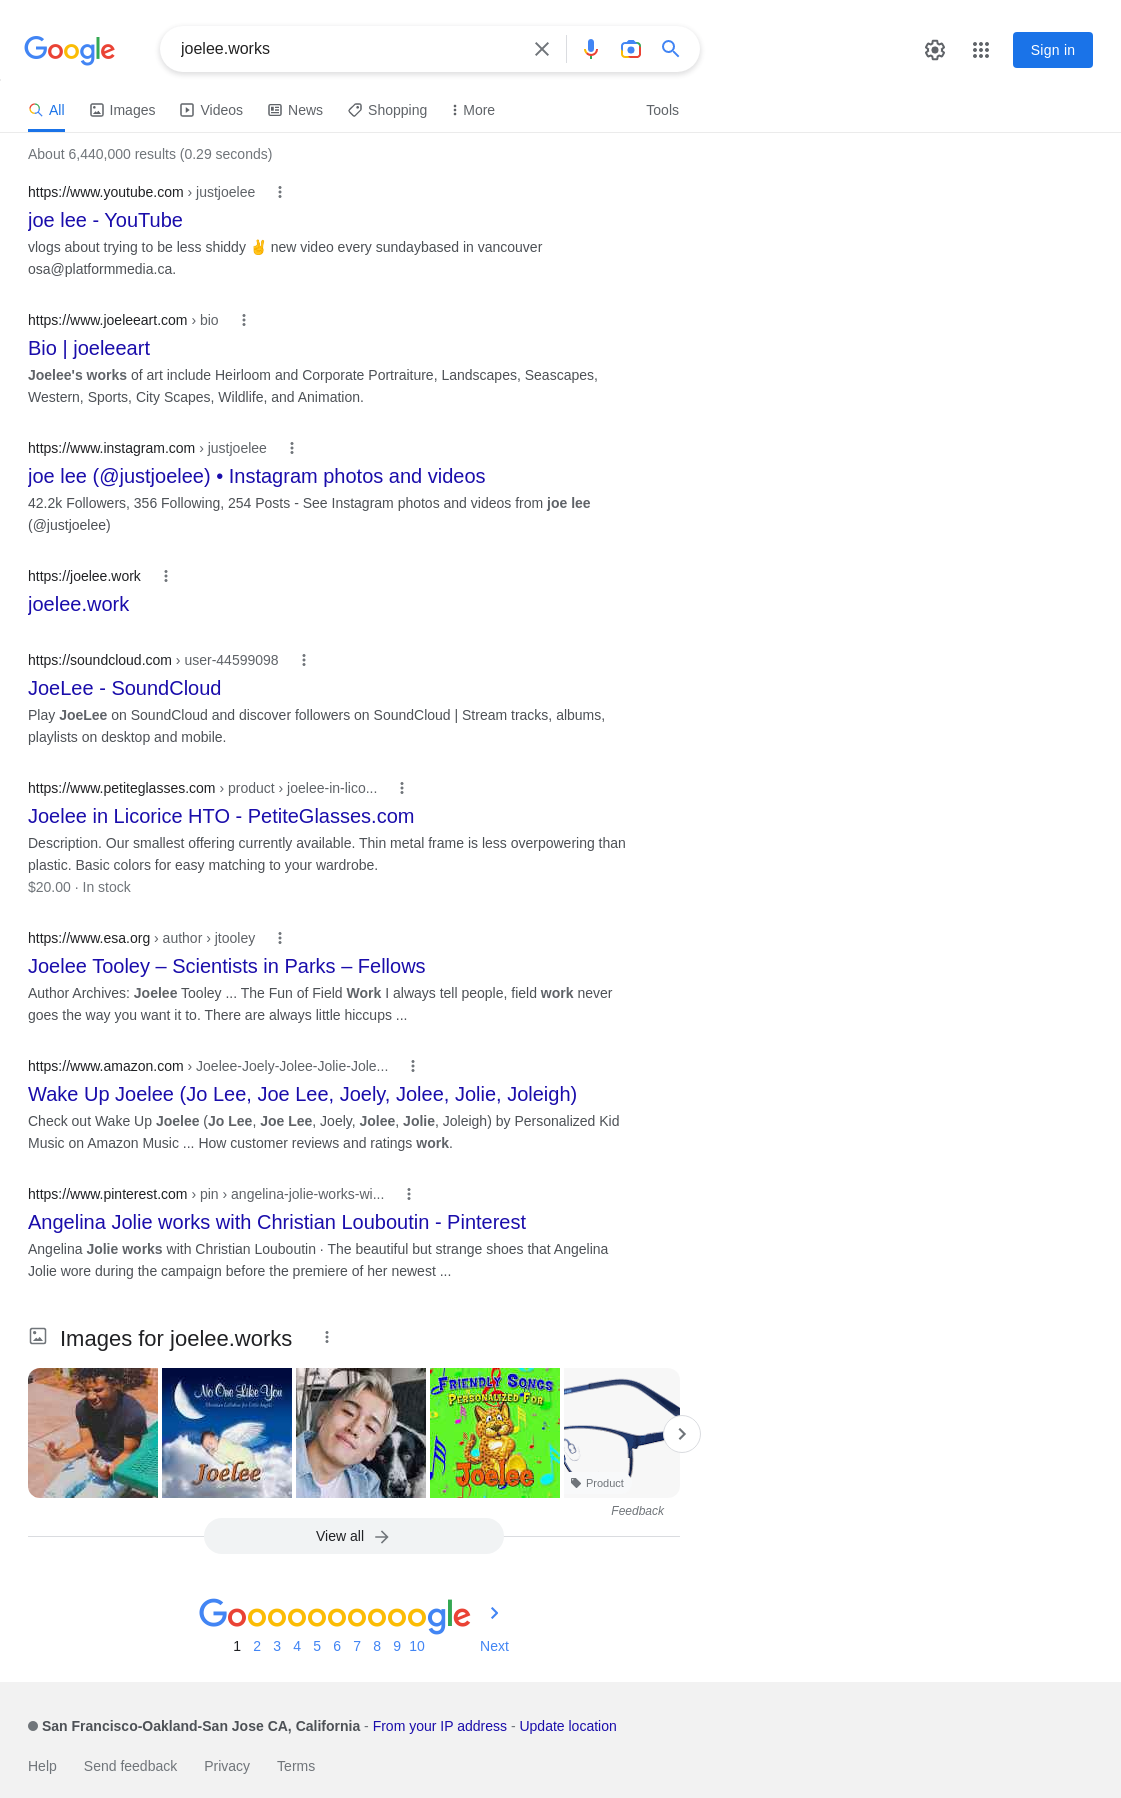 Google
joelee.works
Sign in
All Images Videos News Shopping More Tools
About 6,440,000 results (0.29 seconds)
https://www.youtube.com › justjoelee
joe lee - YouTube
vlogs about trying to be less shiddy ✌ new video every sundaybased in vancouver
osa@platformmedia.ca.
https://www.joeleeart.com › bio
Bio | joeleeart
Joelee's works of art include Heirloom and Corporate Portraiture, Landscapes, Seascapes,
Western, Sports, City Scapes, Wildlife, and Animation.
https://www.instagram.com › justjoelee
joe lee (@justjoelee) • Instagram photos and videos
42.2k Followers, 356 Following, 254 Posts - See Instagram photos and videos from joe lee
(@justjoelee)
https://joelee.work
joelee.work
https://soundcloud.com › user-44599098
JoeLee - SoundCloud
Play JoeLee on SoundCloud and discover followers on SoundCloud | Stream tracks, albums,
playlists on desktop and mobile.
https://www.petiteglasses.com › product › joelee-in-lico...
Joelee in Licorice HTO - PetiteGlasses.com
Description. Our smallest offering currently available. Thin metal frame is less overpowering than
plastic. Basic colors for easy matching to your wardrobe.
$20.00 · In stock
https://www.esa.org › author › jtooley
Joelee Tooley – Scientists in Parks – Fellows
Author Archives: Joelee Tooley ... The Fun of Field Work I always tell people, field work never
goes the way you want it to. There are always little hiccups ...
https://www.amazon.com › Joelee-Joely-Jolee-Jolie-Jole...
Wake Up Joelee (Jo Lee, Joe Lee, Joely, Jolee, Jolie, Joleigh)
Check out Wake Up Joelee (Jo Lee, Joe Lee, Joely, Jolee, Jolie, Joleigh) by Personalized Kid
Music on Amazon Music ... How customer reviews and ratings work.
https://www.pinterest.com › pin › angelina-jolie-works-wi...
Angelina Jolie works with Christian Louboutin - Pinterest
Angelina Jolie works with Christian Louboutin · The beautiful but strange shoes that Angelina
Jolie wore during the campaign before the premiere of her newest ...
Images for joelee.works
No One Like You
Christian Lullabies for Little Angels
Joelee
FRIENDLY SONGS
PERSONALIZED FOR
Joelee
Product
Feedback
View all
Goooooooooogle
1 2 3 4 5 6 7 8 9 10 Next
San Francisco-Oakland-San Jose CA, California - From your IP address - Update location
Help Send feedback Privacy Terms